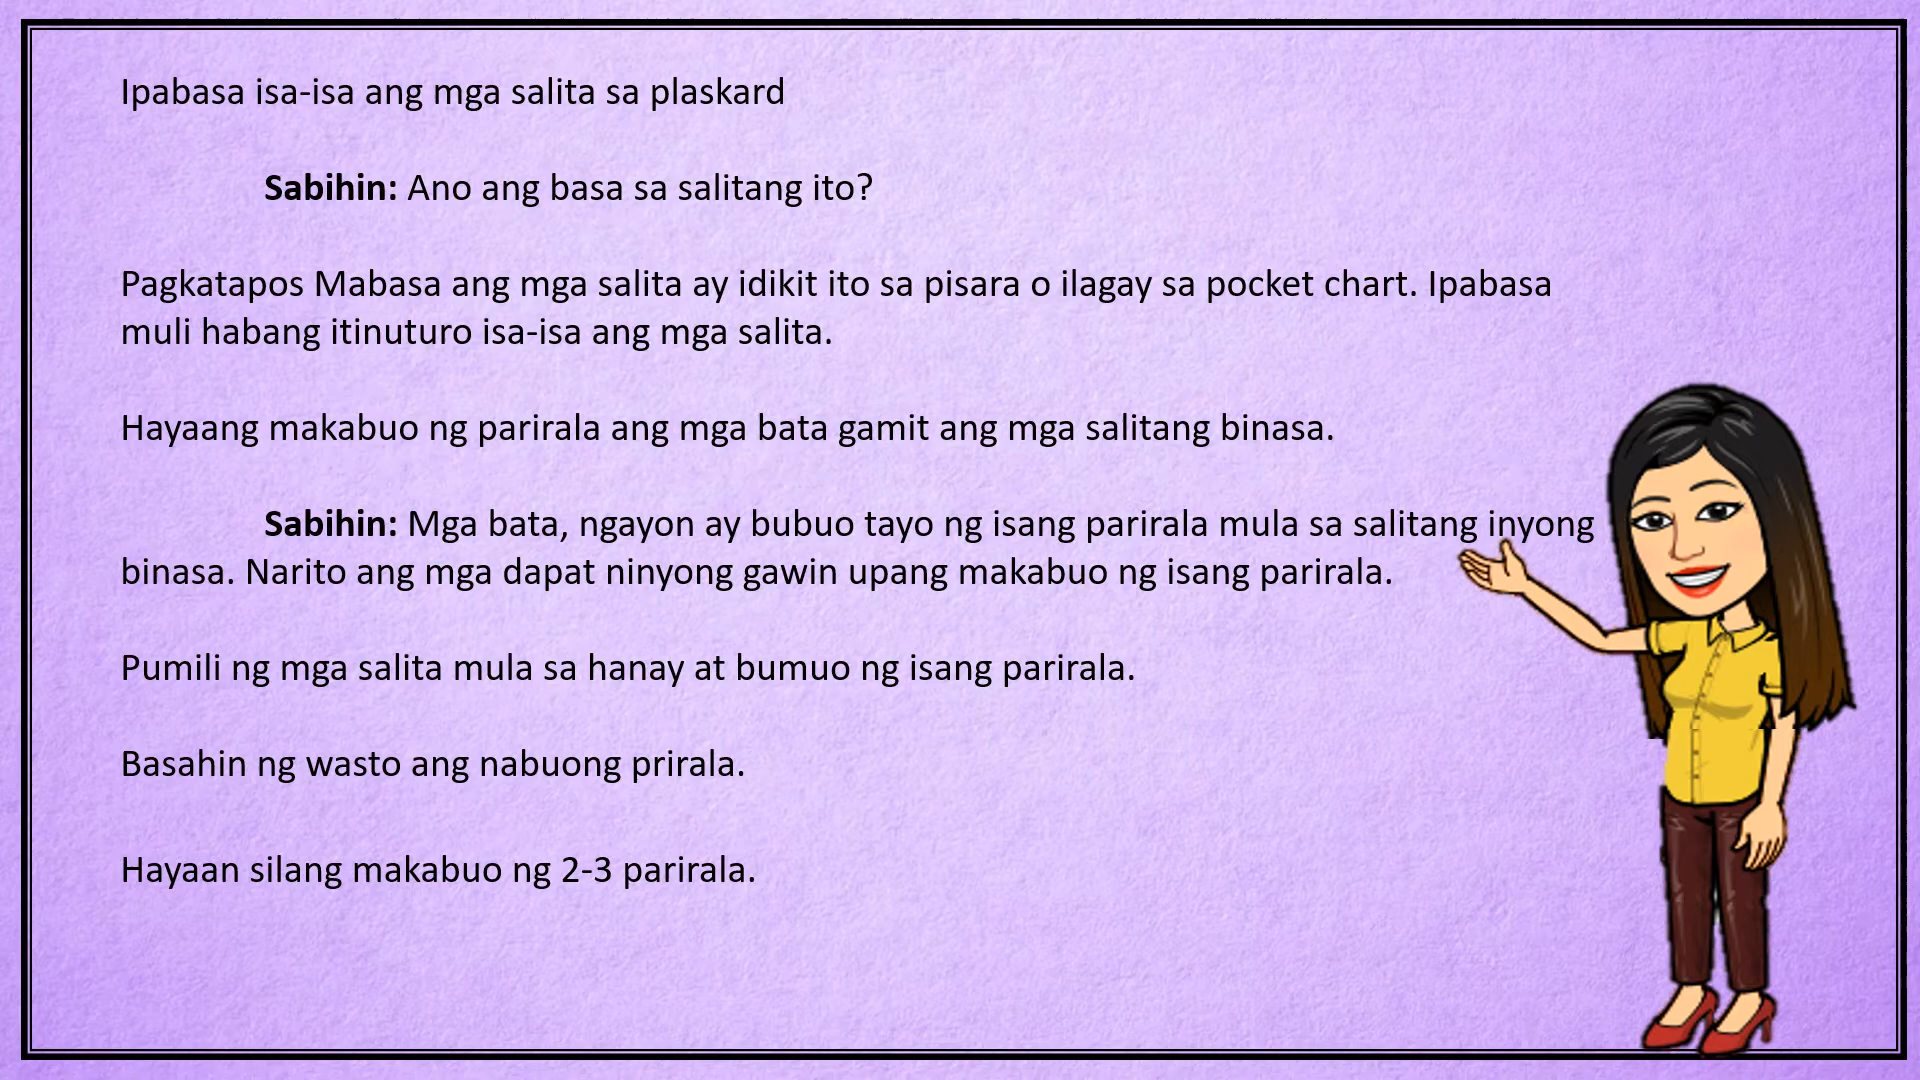 Ipabasa isa-isa ang mga salita sa plaskard
Sabihin: Ano ang basa sa salitang ito?
Pagkatapos Mabasa ang mga salita ay idikit ito sa pisara o ilagay sa pocket chart. Ipabasa
muli habang itinuturo isa-isa ang mga salita.
Hayaang makabuo ng parirala ang mga bata gamit ang mga salitang binasa.
Sabihin: Mga bata, ngayon ay bubuo tayo ng isang parirala mula sa salitang inyong
binasa. Narito ang mga dapat ninyong gawin upang makabuo ng isang parirala.
Pumili ng mga salita mula sa hanay at bumuo ng isang parirala.
Basahin ng wasto ang nabuong prirala.
Hayaan silang makabuo ng 2-3 parirala.